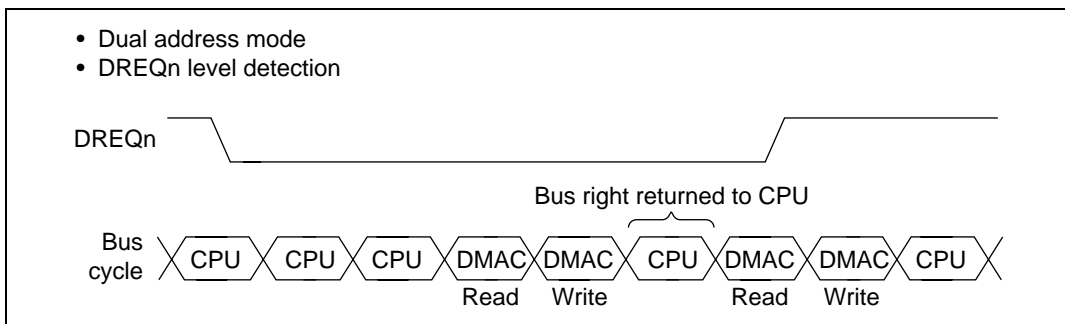 • Dual address mode
• DREQn level detection
DREQn
Bus right returned to CPU
Bus cycle
CPU CPU CPU DMAC DMAC CPU DMAC DMAC CPU
Read Write Read Write